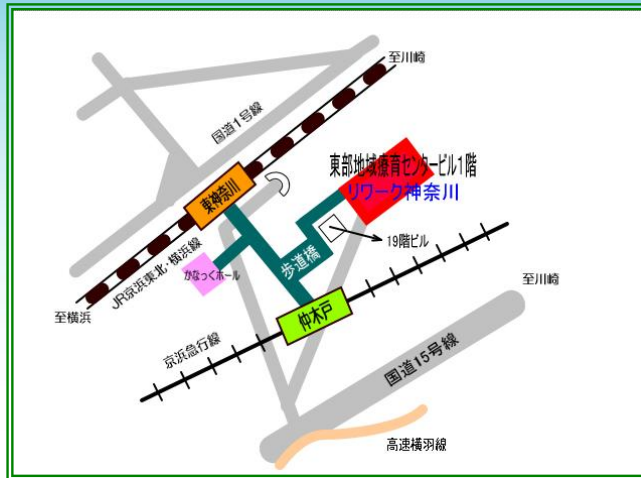 至川崎
国道1号線
東部地域療育センタービル1階
リワーク神奈川
東神奈川
19階ビル
歩道橋
かなっくホール
JR京浜東北・横浜線
至横浜
至川崎
仲木戸
京浜急行線
国道15号線
高速横羽線